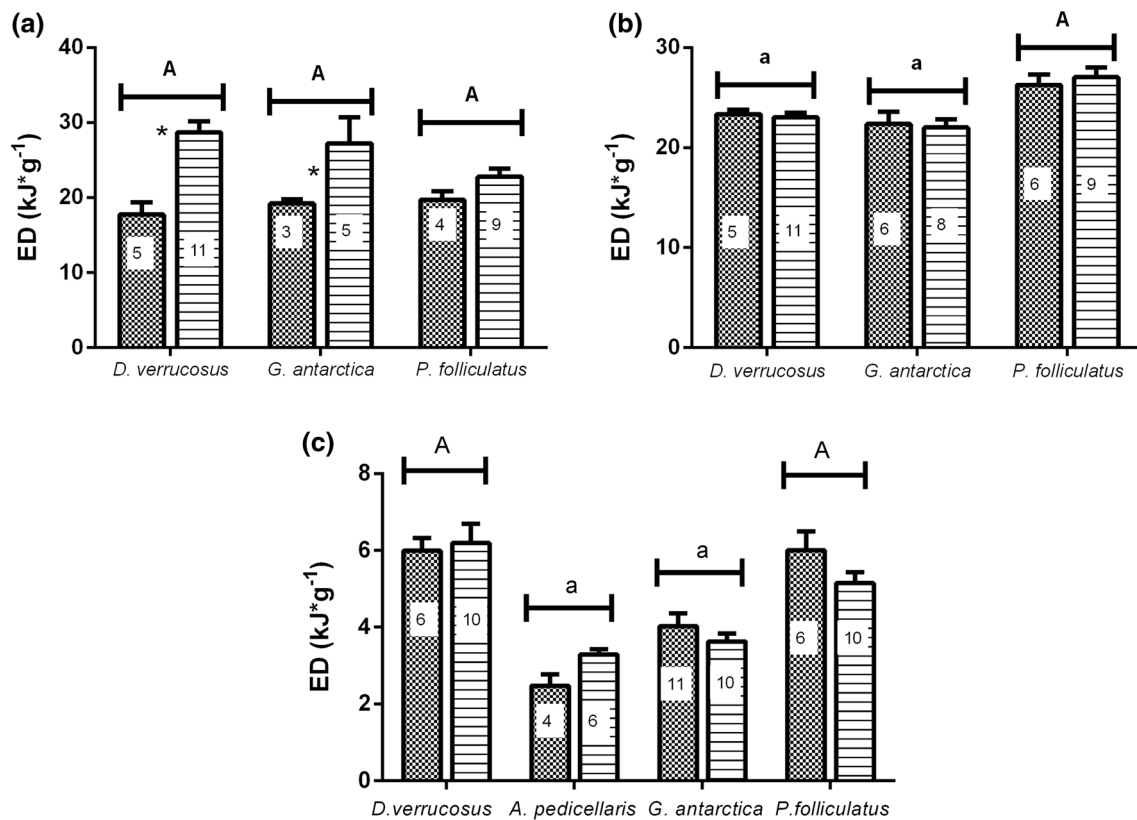 (a)
ED (kJ*g-1)
40
30
20
10
0
A
A
A
*
*
5
11
3
5
4
9
D. verrucosus
G. antarctica
P. folliculatus
(b)
ED (kJ*g-1)
30
20
10
0
a
a
A
5
11
6
8
6
9
D. verrucosus
G. antarctica
P. folliculatus
(c)
ED (kJ*g-1)
8
6
4
2
0
A
a
a
A
6
10
4
6
11
10
6
10
D.verrucosus
A. pedicellaris
G. antarctica
P.folliculatus